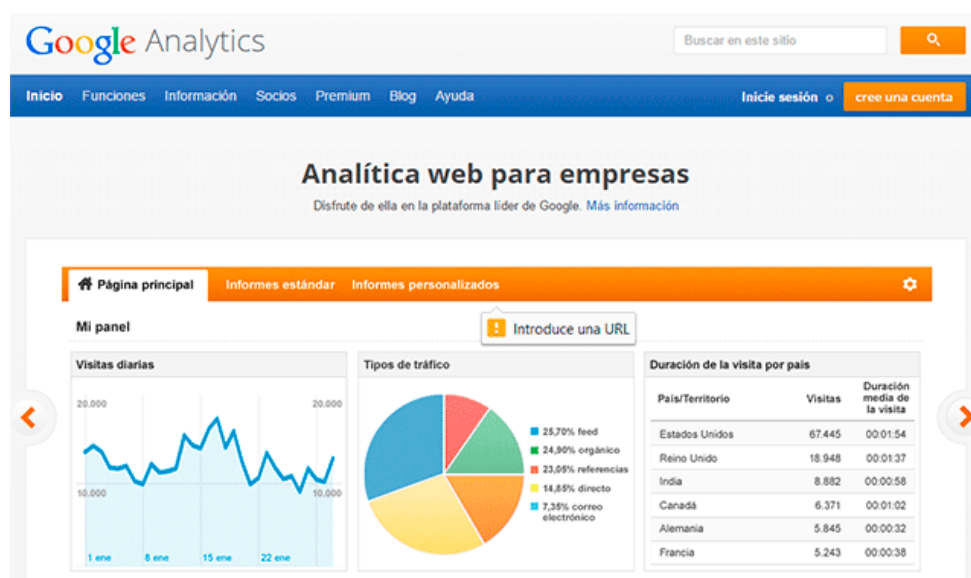 Google Analytics
Buscar en este sitio
Inicio Funciones Información Socios Premium Blog Ayuda
Inicie sesión o cree una cuenta
Analítica web para empresas
Disfrute de ella en la plataforma líder de Google. Más información
Página principal Informes estándar Informes personalizados
Mi panel
! Introduce una URL
Visitas diarias
20.000 20.000
10.000 10.000
1 ene 8 ene 15 ene 22 ene
Tipos de tráfico
25,70% feed
24,90% orgánico
23,05% referencias
14,85% directo
7,35% correo
electrónico
Duración de la visita por pais
País/Territorio Visitas Duración
media de
la visita
Estados Unidos 67.445 00:01:54
Reino Unido 18.948 00:01:37
India 8.882 00:00:58
Canadá 6.371 00:01:02
Alemania 5.845 00:00:32
Francia 5.243 00:00:38